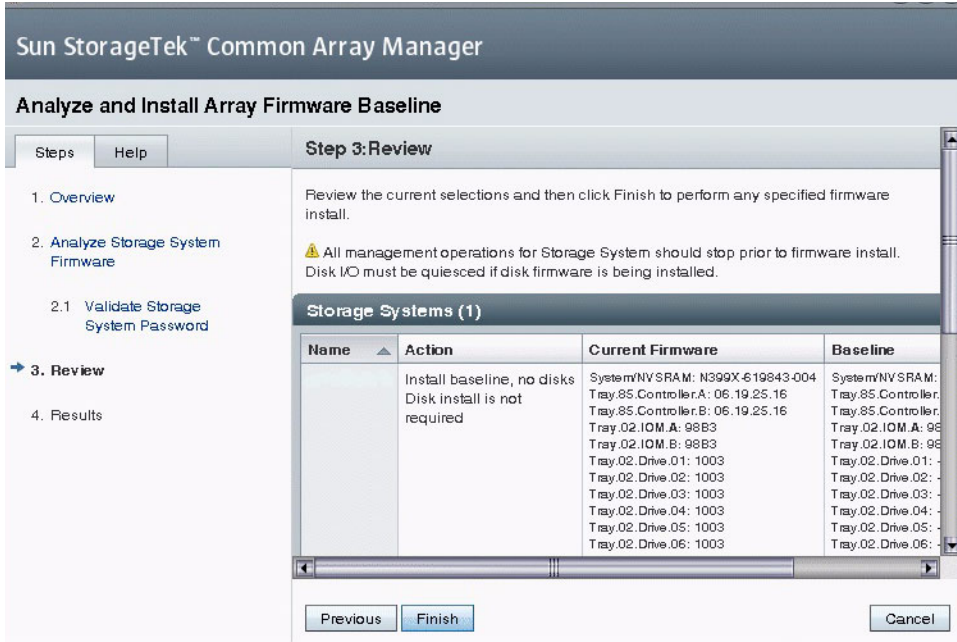 Sun StorageTek™ Common Array Manager
Analyze and Install Array Firmware Baseline
Steps
Help
1. Overview
2. Analyze Storage System
Firmware
2.1 Validate Storage
System Password
3. Review
4. Results
Step 3:Review
Review the current selections and then click Finish to perform any specified firmware
install.
All management operations for Storage System should stop prior to firmware install.
Disk I/O must be quiesced if disk firmware is being installed.
Storage Systems (1)
Name Action Current Firmware Baseline
Install baseline, no disks
Disk install is not
required
System/NVSRAM: N399X-619843-004
Tray.85.Controller.A: 06.19.25.16
Tray.85.Controller.B: 06.19.25.16
Tray.02.IOM.A: 98B3
Tray.02.IOM.B: 98B3
Tray.02.Drive.01: 1003
Tray.02.Drive.02: 1003
Tray.02.Drive.03: 1003
Tray.02.Drive.04: 1003
Tray.02.Drive.05: 1003
Tray.02.Drive.06: 1003
System/NVSRAM:
Tray.85.Controller.
Tray.85.Controller.
Tray.02.IOM.A: 98
Tray.02.IOM.B: 98
Tray.02.Drive.01: -
Tray.02.Drive.02: -
Tray.02.Drive.03: -
Tray.02.Drive.04: -
Tray.02.Drive.05: -
Tray.02.Drive.06: -
Previous
Finish
Cancel